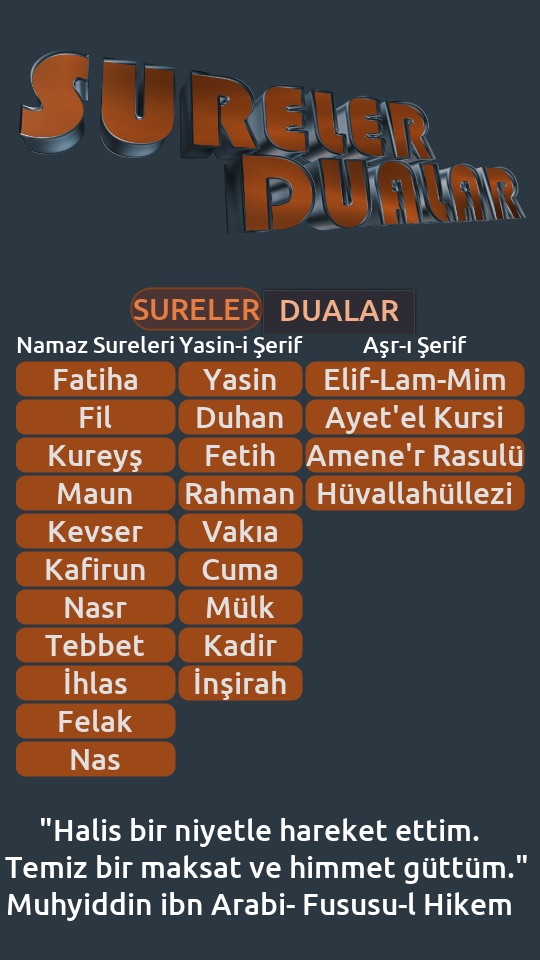 SURELER
DUALAR
SURELER DUALAR
Namaz Sureleri Yasin-i Şerif Aşr-ı Şerif
Fatiha Yasin Elif-Lam-Mim
Fil Duhan Ayet'el Kursi
Kureyş Fetih Amene'r Rasulü
Maun Rahman Hüvallahüllezi
Kevser Vakıa
Kafirun Cuma
Nasr Mülk
Tebbet Kadir
İhlas İnşirah
Felak
Nas
"Halis bir niyetle hareket ettim.
Temiz bir maksat ve himmet güttüm."
Muhyiddin ibn Arabi- Fususu-l Hikem